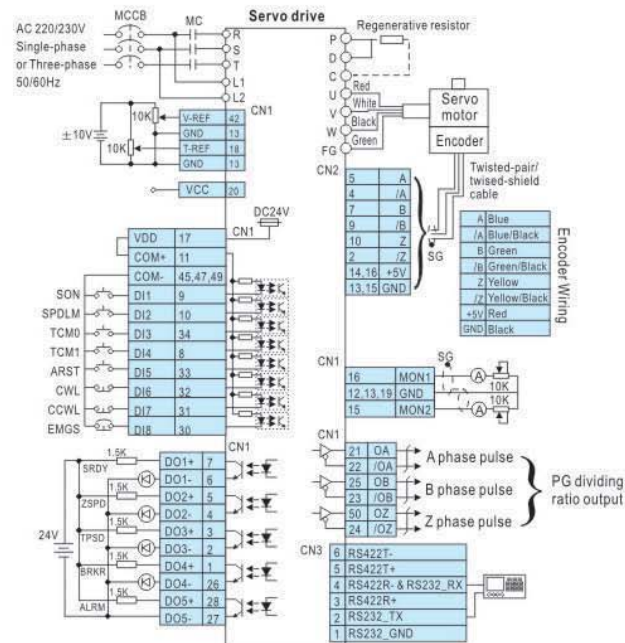 Servo drive
MCCB
MC
AC 220/230V
Single-phase
or Three-phase
50/60Hz
R
S
T
L1
L2
CN1
±10V
10K
10K
V-REF 42
GND 13
T-REF 18
GND 13
VCC 20
DC24V
CN1
VDD 17
COM+ 11
COM- 45,47,49
SON DI1 9
SPDLM DI2 10
TCM0 DI3 34
TCM1 DI4 8
ARST DI5 33
CWL DI6 32
CCWL DI7 31
EMGS DI8 30
CN1
24V
1.5K DO1+ 7
SRDY DO1- 6
1.5K DO2+ 5
ZSPD DO2- 4
1.5K DO3+ 3
TPSD DO3- 2
1.5K DO4+ 1
BRKR DO4- 26
1.5K DO5+ 28
ALRM DO5- 27
Regenerative resistor
P
D
C
U
V
W
FG
Red
White
Black
Green
Servo
motor
Encoder
Twisted-pair/
twised-shield
cable
CN2
5 A
4 /A
7 B
9 /B
10 Z
2 /Z
14,16 +5V
13,15 GND
SG
A Blue
/A Blue/Black
B Green
/B Green/Black
Z Yellow
/Z Yellow/Black
+5V Red
GND Black
Encoder Wiring
CN1
SG
16 MON1
12,13,19 GND
15 MON2
A
10K
A
10K
CN1
21 OA
22 /OA
25 OB
23 /OB
50 OZ
24 /OZ
A phase pulse
B phase pulse
Z phase pulse
PG dividing
ratio output
CN3
6 RS422T-
5 RS422T+
4 RS422R- & RS232_RX
3 RS422R+
2 RS232_TX
1 RS232_GND